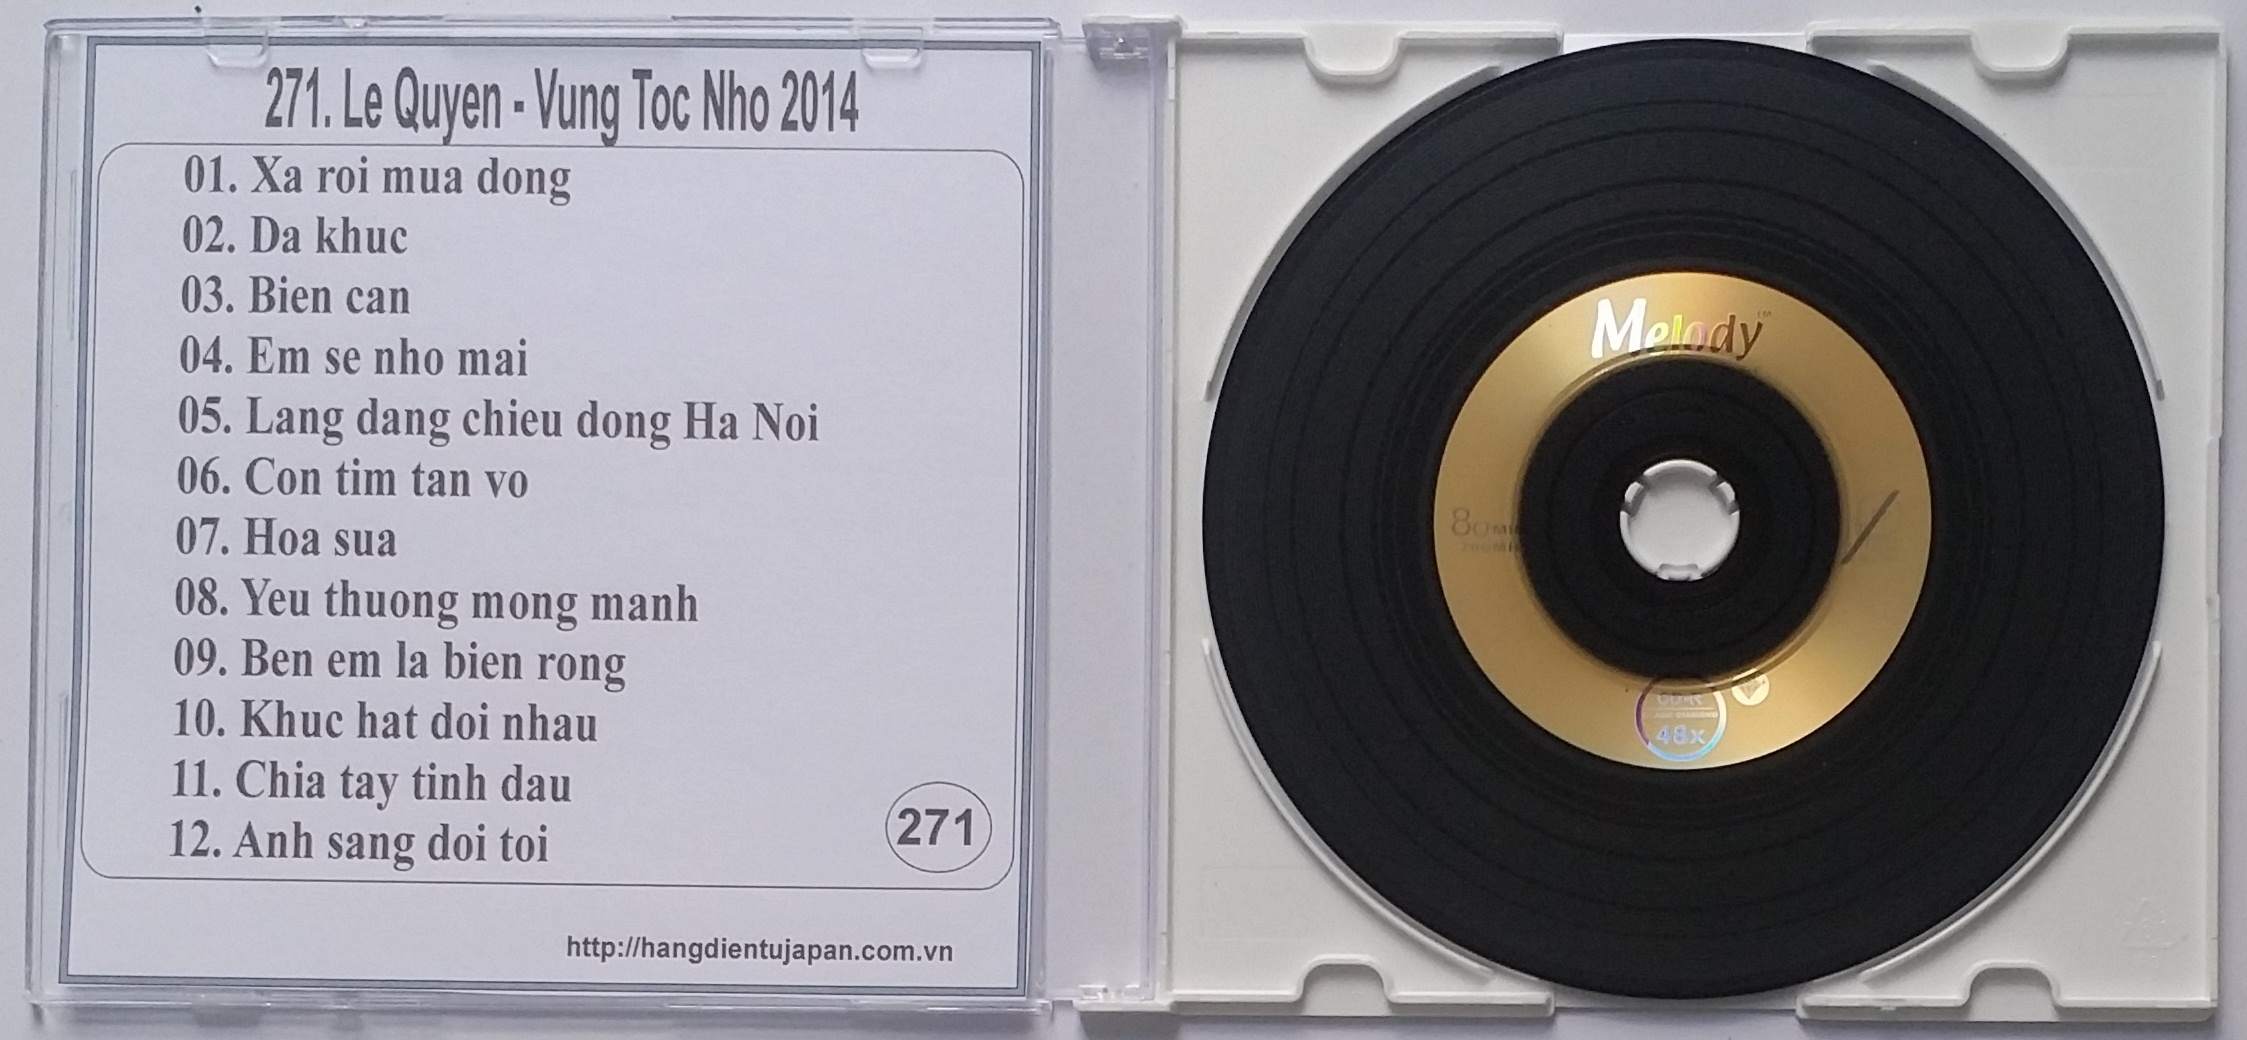 271. Le Quyen - Vung Toc Nho 2014
01. Xa roi mua dong
02. Da khuc
03. Bien can
04. Em se nho mai
05. Lang dang chieu dong Ha Noi
06. Con tim tan vo
07. Hoa sua
08. Yeu thuong mong manh
09. Ben em la bien rong
10. Khuc hat doi nhau
11. Chia tay tinh dau
12. Anh sang doi toi
271
http://hangdientujapan.com.vn
Melody™
80MIN
CD-R
48x